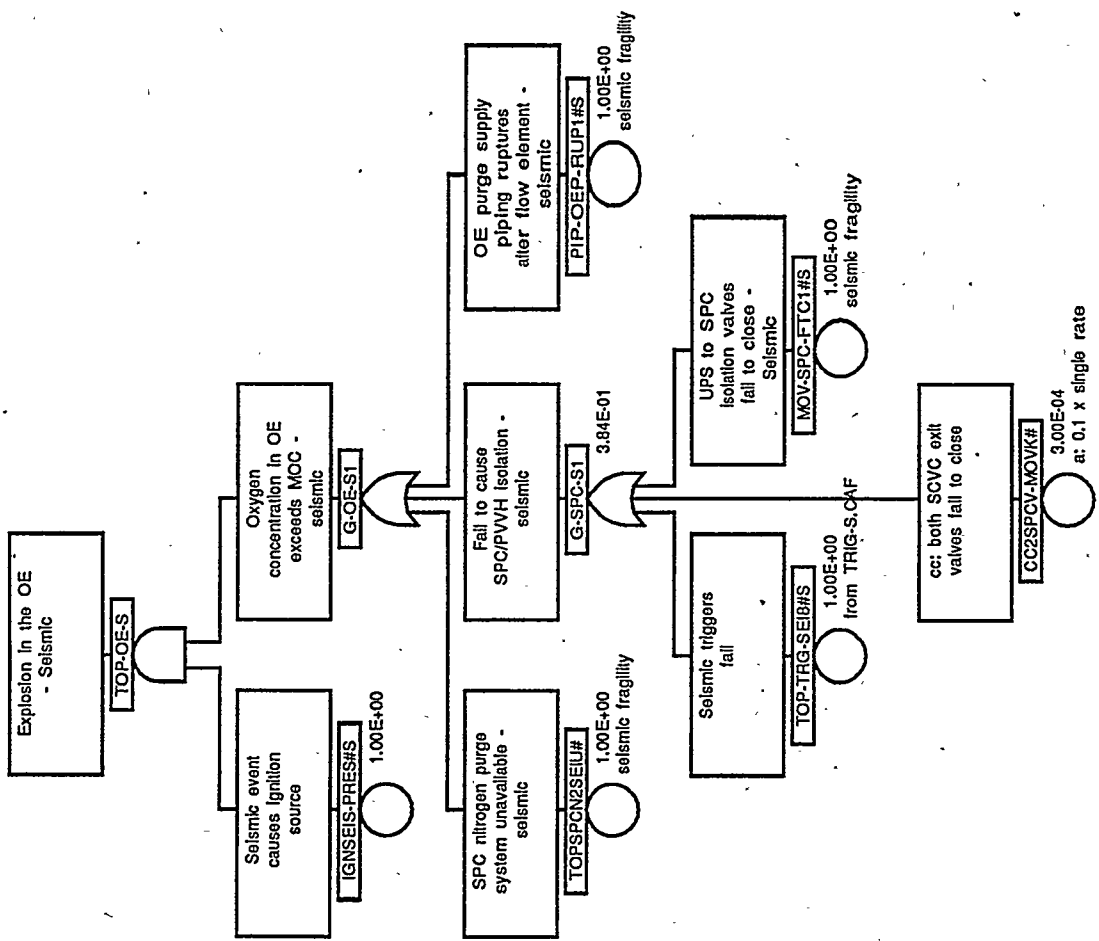 Explosion in the OE
- Seismic
TOP-OE-S
Seismic event
causes ignition
source
IGNSEIS-PRES#S
1.00E+00
Oxygen
concentration in OE
exceeds MOC -
seismic
G-OE-S1
SPC nitrogen purge
system unavailable -
seismic
TOPSPCN2SEIU#
1.00E+00
seismic fragility
Fail to cause
SPC/PVVH isolation -
seismic
G-SPC-S1
3.84E-01
OE purge supply
piping ruptures
after flow element -
seismic
PIP-OEP-RUP1#S
1.00E+00
seismic fragility
Seismic triggers
fail
TOP-TRG-SEI8#S
1.00E+00
from TRIG-S.CAF
UPS to SPC
isolation valves
fail to close -
Seismic
MOV-SPC-FTC1#S
1.00E+00
seismic fragility
cc: both SCVC exit
valves fail to close
CC2SPCV-MOVK#
3.00E-04
a: 0.1 x single rate